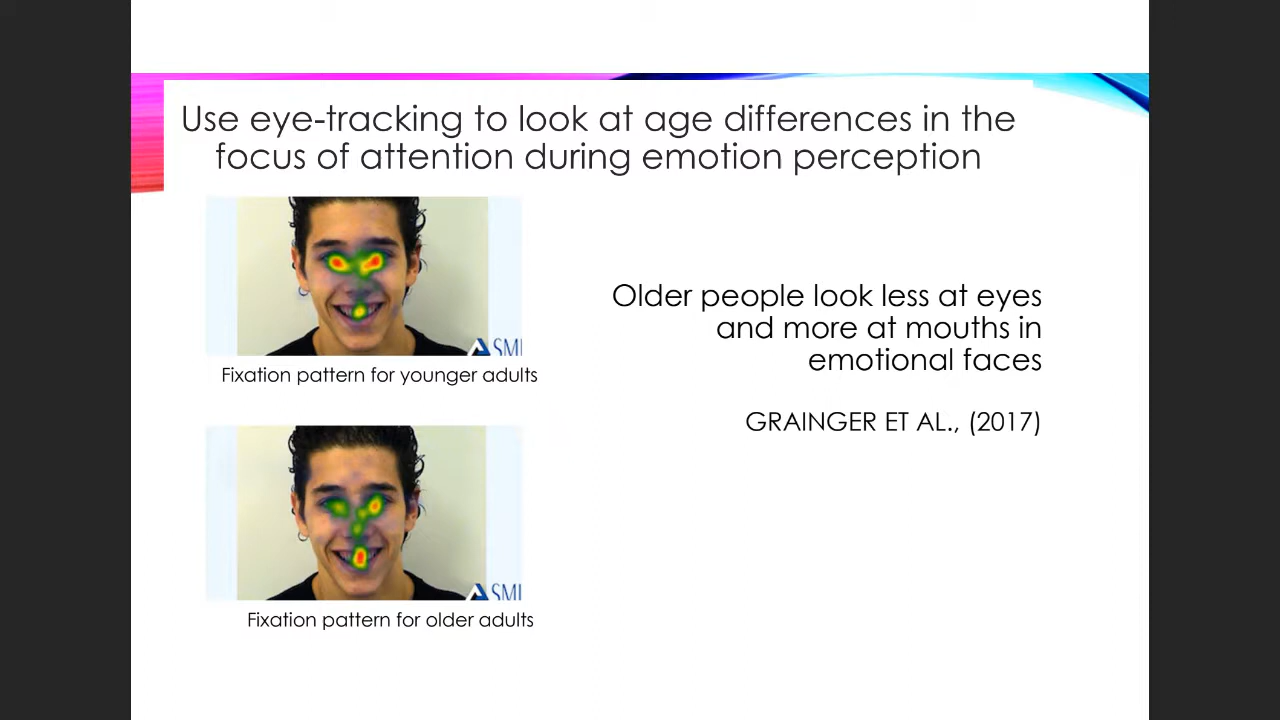 Use eye-tracking to look at age differences in the
focus of attention during emotion perception
SMI
Fixation pattern for younger adults
Older people look less at eyes
and more at mouths in
emotional faces
GRAINGER ET AL., (2017)
SMI
Fixation pattern for older adults